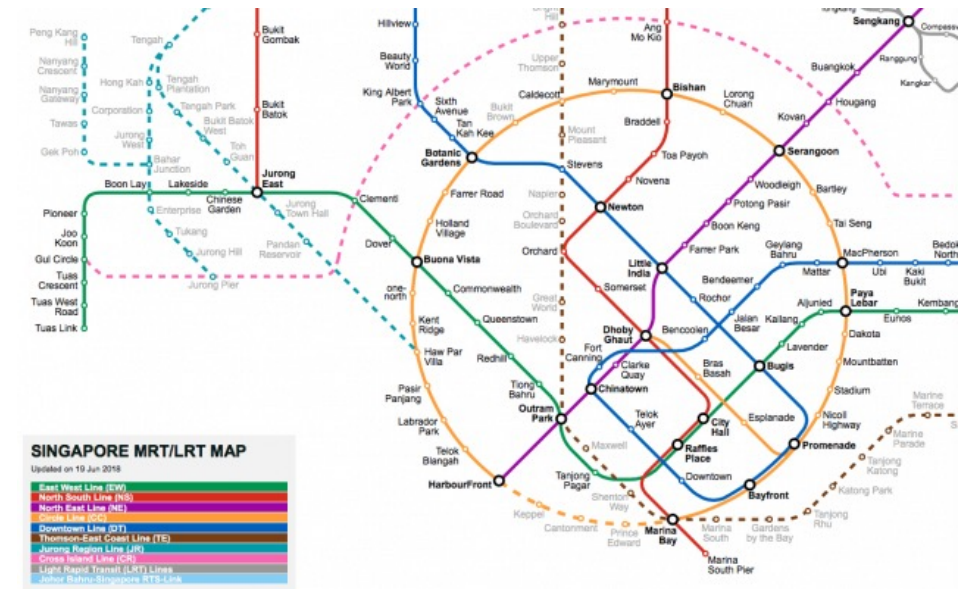 Hillview
Beauty
World
King Albert
Park
Sixth
Avenue
Tan
Kah Kee
Botanic
Gardens
Peng Kang
Hill
Nanyang
Crescent
Nanyang
Gateway
Tawas
Gek Poh
Tengah
Hong Kah
Corporation
Jurong
West
Bahar
Junction
Tengah
Plantation
Tengah Park
Bukit Batok
West
Toh
Guan
Bukit
Gombak
Bukit
Batok
Jurong
East
Boon Lay
Lakeside
Chinese
Garden
Enterprise
Tukang
Jurong Hill
Jurong Pier
Jurong
Town Hall
Pandan
Reservoir
Pioneer
Joo
Koon
Gul Circle
Tuas
Crescent
Tuas West
Road
Tuas Link
Clementi
Dover
Buona Vista
Commonwealth
Queenstown
Redhill
Tiong
Bahru
Outram
Park
Farrer Road
Holland
Village
one-
north
Kent
Ridge
Haw Par
Villa
Pasir
Panjang
Labrador
Park
Telok
Blangah
HarbourFront
Keppel
Cantonment
Prince
Edward
Hill
Upper
Thomson
Caldecott
Bukit
Brown
Mount
Pleasant
Stevens
Napier
Orchard
Boulevard
Orchard
Great
World
Havelock
Maxwell
Shenton
Way
Marina
Bay
Marina
South
Gardens
by the Bay
Tanjong
Rhu
Katong Park
Tanjong
Katong
Marine
Parade
Marine
Terrace
S
Ang
Mo Kio
Marymount
Bishan
Lorong
Chuan
Braddell
Toa Payoh
Novena
Newton
Somerset
Dhoby
Ghaut
Little
India
Farrer Park
Boon Keng
Potong Pasir
Woodleigh
Serangoon
Kovan
Hougang
Buangkok
Sengkang
Compass
Ranggung
Kangkar
Bartley
Tai Seng
MacPherson
Ubi
Kaki
Bukit
Bedok
North
Mattar
Geylang
Bahru
Bendemeer
Jalan
Besar
Bencoolen
Rochor
Fort
Canning
Clarke
Quay
Chinatown
Telok
Ayer
Bras
Basah
Esplanade
Bugis
Lavender
Kallang
Aljunied
Paya
Lebar
Eunos
Kembang
Dakota
Mountbatten
Stadium
Nicoll
Highway
Promenade
Bayfront
Downtown
City
Hall
Raffles
Place
Tanjong
Pagar
Marina
South Pier
SINGAPORE MRT/LRT MAP
Updated on 19 Jun 2018
East West Line (EW)
North South Line (NS)
North East Line (NE)
Circle Line (CC)
Downtown Line (DT)
Thomson-East Coast Line (TE)
Jurong Region Line (JR)
Cross Island Line (CR)
Light Rapid Transit (LRT) Lines
Johor Bahru-Singapore RTS-Link